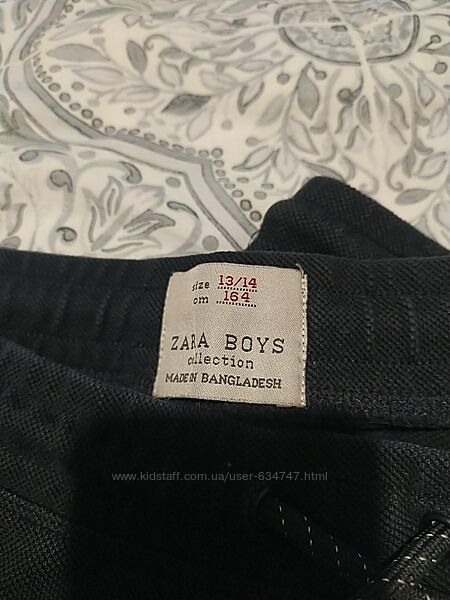 size 13/14
cm 164
ZARA BOYS
collection
MADE IN BANGLADESH
www.kidstaff.com.ua/user-634747.html